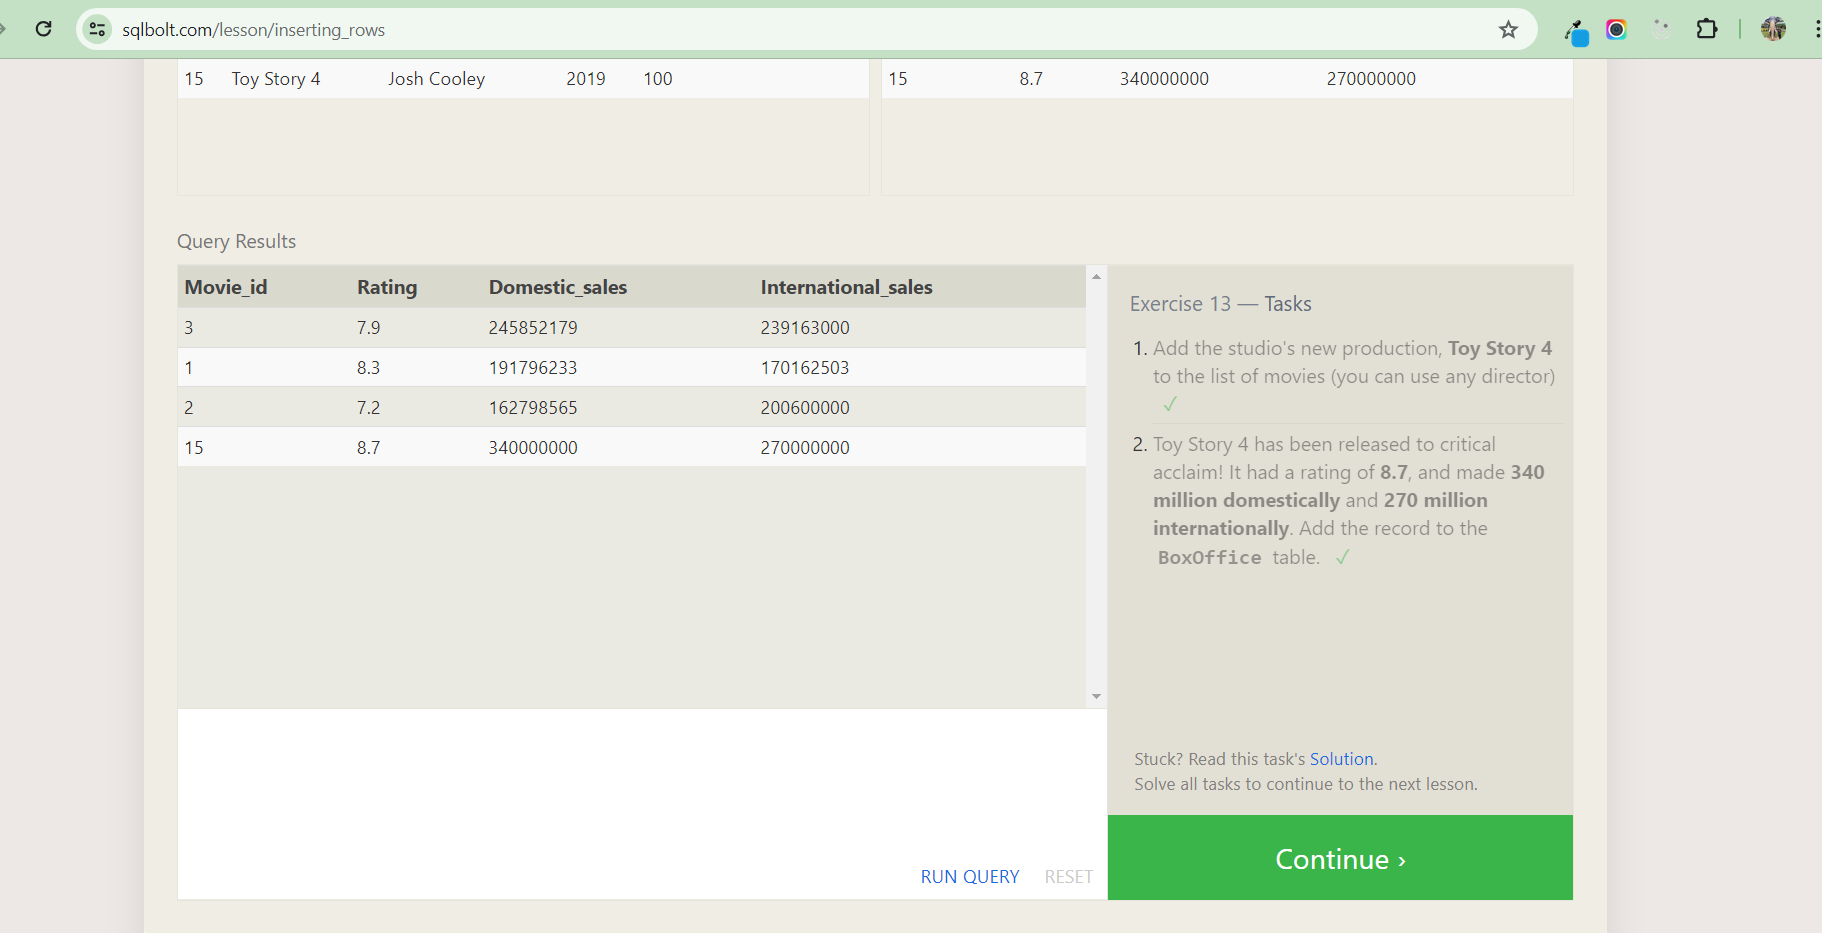 sqlbolt.com/lesson/inserting_rows
15 Toy Story 4 Josh Cooley 2019 100
15 8.7 340000000 270000000
Query Results
Movie_id Rating Domestic_sales International_sales
3 7.9 245852179 239163000
1 8.3 191796233 170162503
2 7.2 162798565 200600000
15 8.7 340000000 270000000
RUN QUERY RESET
Exercise 13 — Tasks
1. Add the studio's new production, Toy Story 4
to the list of movies (you can use any director)
✓
2. Toy Story 4 has been released to critical
acclaim! It had a rating of 8.7, and made 340
million domestically and 270 million
internationally. Add the record to the
BoxOffice table. ✓
Stuck? Read this task's Solution.
Solve all tasks to continue to the next lesson.
Continue ›